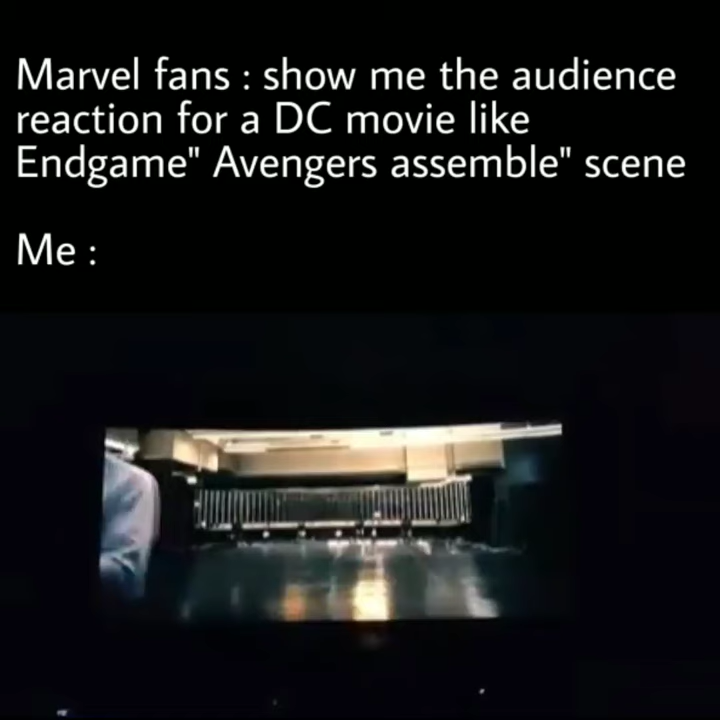 Marvel fans : show me the audience
reaction for a DC movie like
Endgame" Avengers assemble" scene
Me :